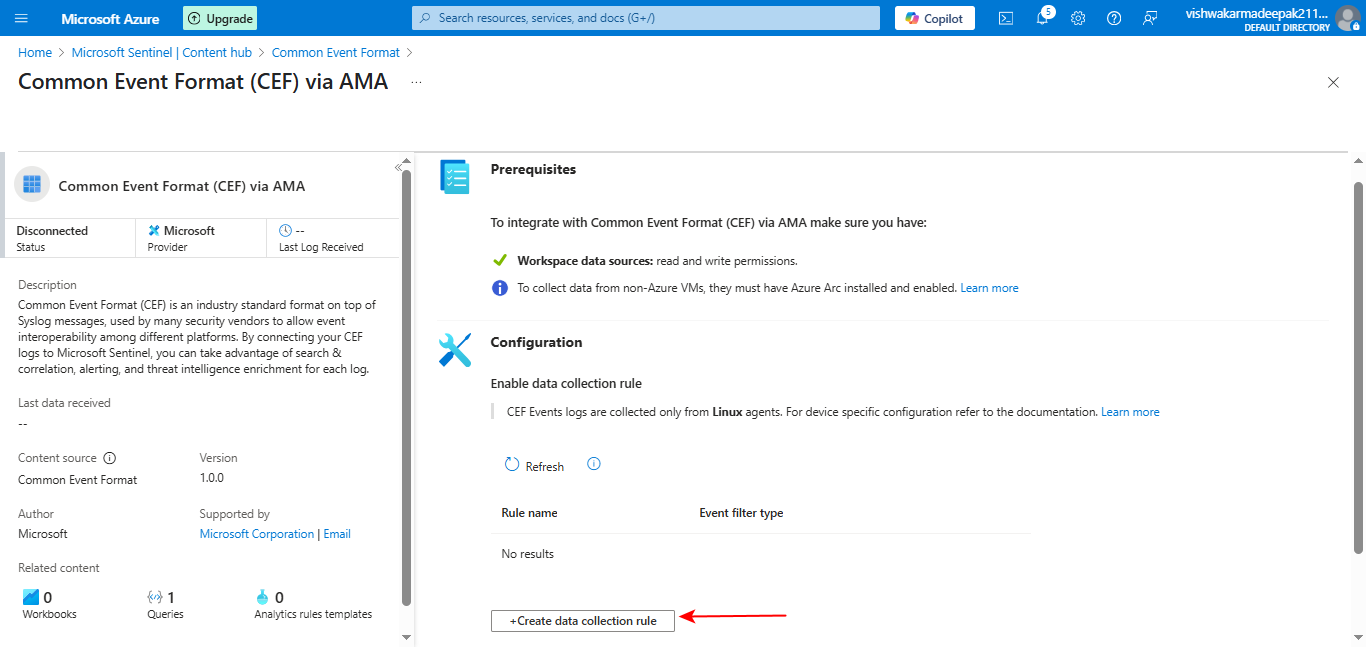 Microsoft Azure
Upgrade
Search resources, services, and docs (G+/)
Copilot
5
vishwakarmadeepak211...
DEFAULT DIRECTORY
Home > Microsoft Sentinel | Content hub > Common Event Format >
Common Event Format (CEF) via AMA ...
Common Event Format (CEF) via AMA
Disconnected
Status
Microsoft
Provider
--
Last Log Received
Description
Common Event Format (CEF) is an industry standard format on top of
Syslog messages, used by many security vendors to allow event
interoperability among different platforms. By connecting your CEF
logs to Microsoft Sentinel, you can take advantage of search &
correlation, alerting, and threat intelligence enrichment for each log.
Last data received
--
Content source
Common Event Format
Version
1.0.0
Author
Microsoft
Supported by
Microsoft Corporation | Email
Related content
0
Workbooks
1
Queries
0
Analytics rules templates
Prerequisites
To integrate with Common Event Format (CEF) via AMA make sure you have:
Workspace data sources: read and write permissions.
To collect data from non-Azure VMs, they must have Azure Arc installed and enabled. Learn more
Configuration
Enable data collection rule
CEF Events logs are collected only from Linux agents. For device specific configuration refer to the documentation. Learn more
Refresh
Rule name Event filter type
No results
+Create data collection rule